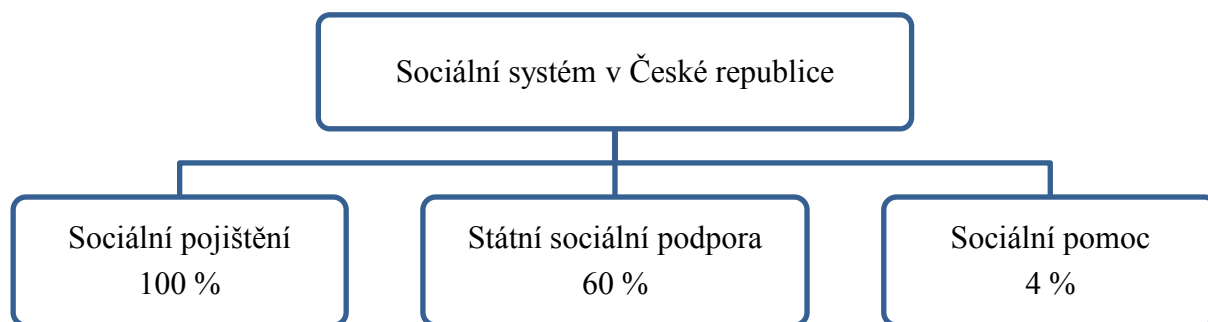 Sociální systém v České republice
Sociální pojištění
100 %
Státní sociální podpora
60 %
Sociální pomoc
4 %